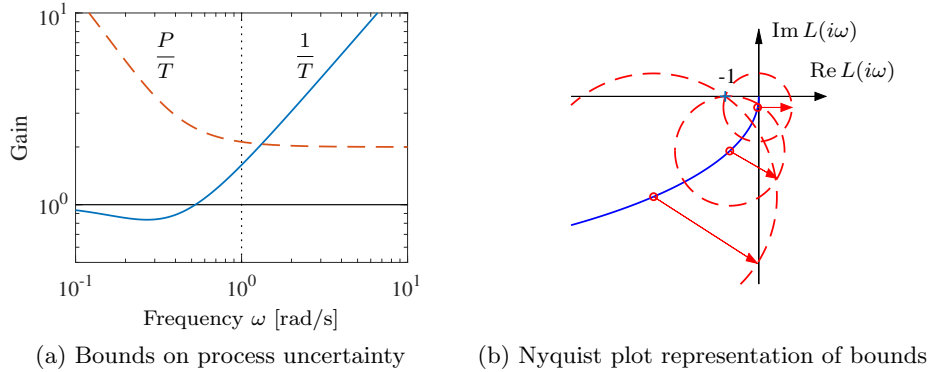 10^1
P/T
1/T
Gain
10^0
10^-1
10^0
10^1
Frequency ω [rad/s]
(a) Bounds on process uncertainty
Im L(iω)
Re L(iω)
-1
(b) Nyquist plot representation of bounds